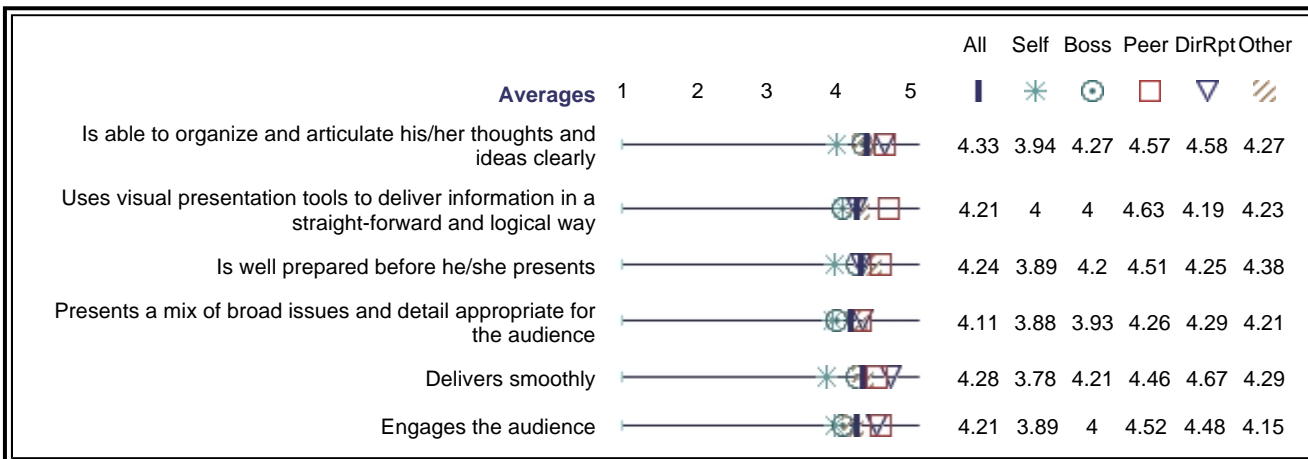 All Self Boss Peer DirRpt Other
Averages 1 2 3 4 5
Is able to organize and articulate his/her thoughts and
ideas clearly
4.33 3.94 4.27 4.57 4.58 4.27
Uses visual presentation tools to deliver information in a
straight-forward and logical way
4.21 4 4 4.63 4.19 4.23
Is well prepared before he/she presents
4.24 3.89 4.2 4.51 4.25 4.38
Presents a mix of broad issues and detail appropriate for
the audience
4.11 3.88 3.93 4.26 4.29 4.21
Delivers smoothly
4.28 3.78 4.21 4.46 4.67 4.29
Engages the audience
4.21 3.89 4 4.52 4.48 4.15